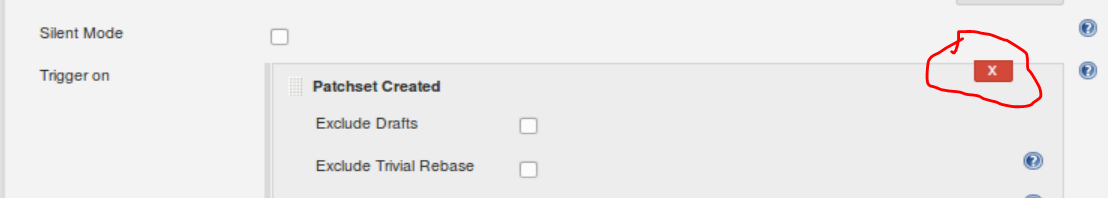 Silent Mode
Trigger on
Patchset Created
X
Exclude Drafts
Exclude Trivial Rebase